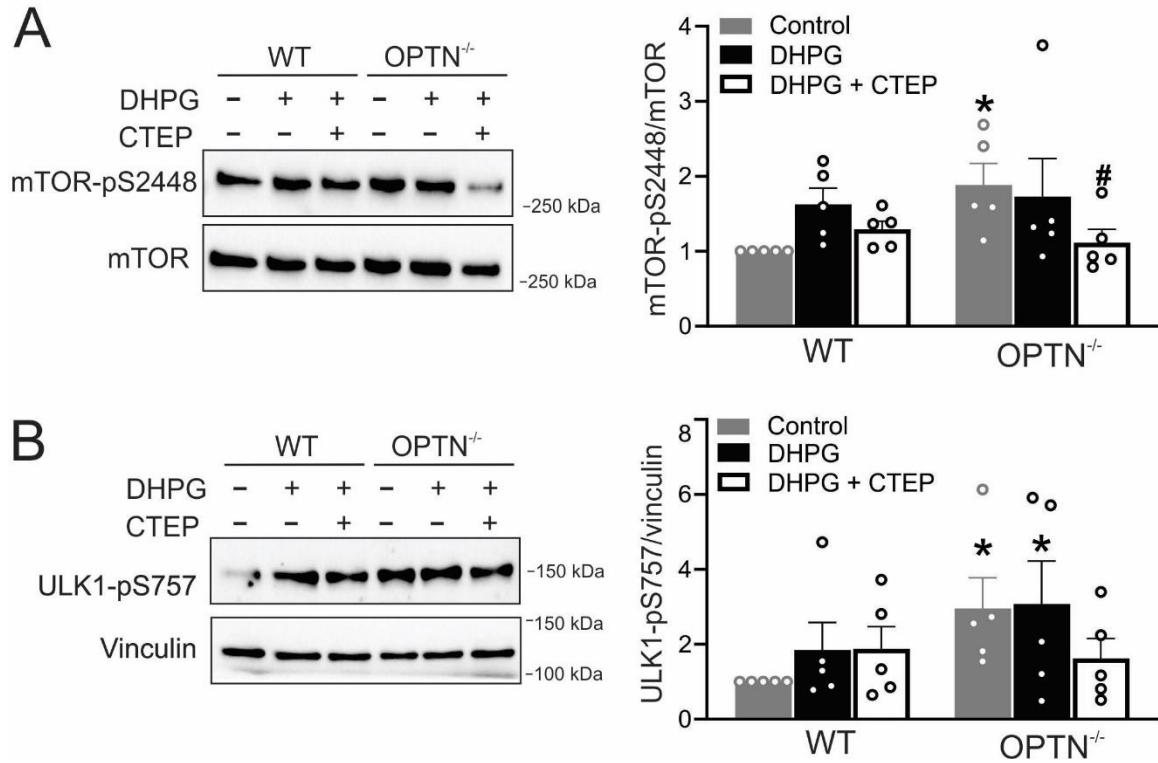 A
WT OPTN-/-
DHPG − + + − + +
CTEP − − + − − +
mTOR-pS2448
-250 kDa
mTOR
-250 kDa
mTOR-pS2448/mTOR
4
3
2
1
0
Control
DHPG
DHPG + CTEP
*
#
WT OPTN-/-
B
WT OPTN-/-
DHPG − + + − + +
CTEP − − + − − +
ULK1-pS757
-150 kDa
Vinculin
-150 kDa
-100 kDa
ULK1-pS757/vinculin
8
6
4
2
0
Control
DHPG
DHPG + CTEP
* *
WT OPTN-/-